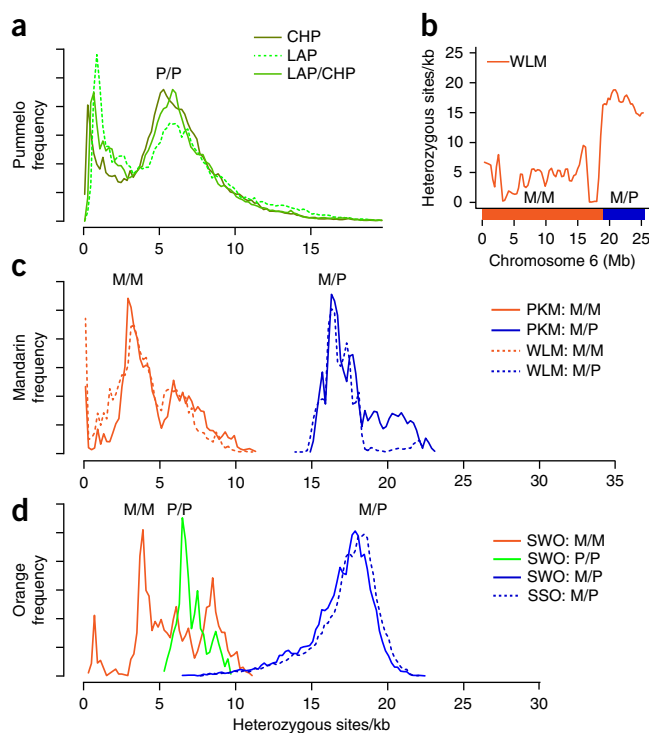 a
CHP
LAP
LAP/CHP
P/P
Pummelo
frequency
0 5 10 15
b
WLM
Heterozygous sites/kb
25
20
15
10
5
0
M/M M/P
0 5 10 15 20 25
Chromosome 6 (Mb)
c
M/M M/P
PKM: M/M
PKM: M/P
WLM: M/M
WLM: M/P
Mandarin
frequency
0 5 10 15 20 25 30 35
d
M/M P/P M/P
SWO: M/M
SWO: P/P
SWO: M/P
SSO: M/P
Orange
frequency
0 5 10 15 20 25 30
Heterozygous sites/kb